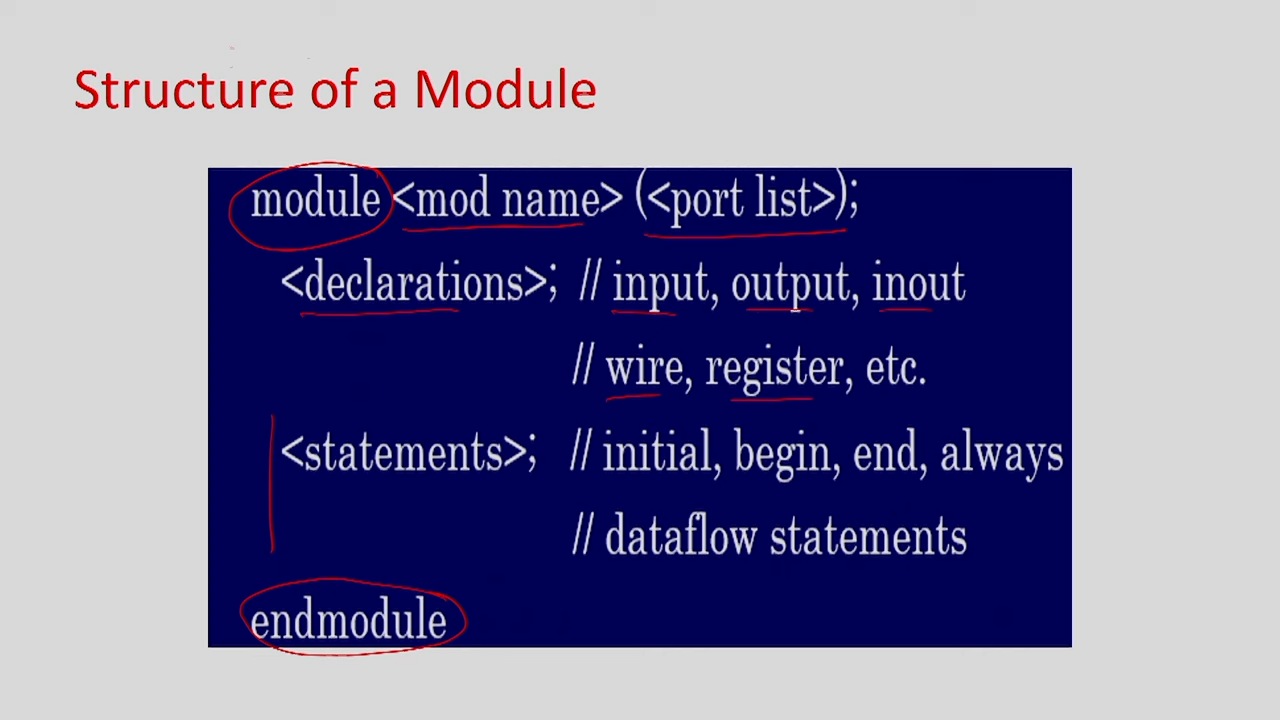 Structure of a Module
module <mod name> (<port list>);
<declarations>; // input, output, inout
// wire, register, etc.
<statements>; // initial, begin, end, always
// dataflow statements
endmodule